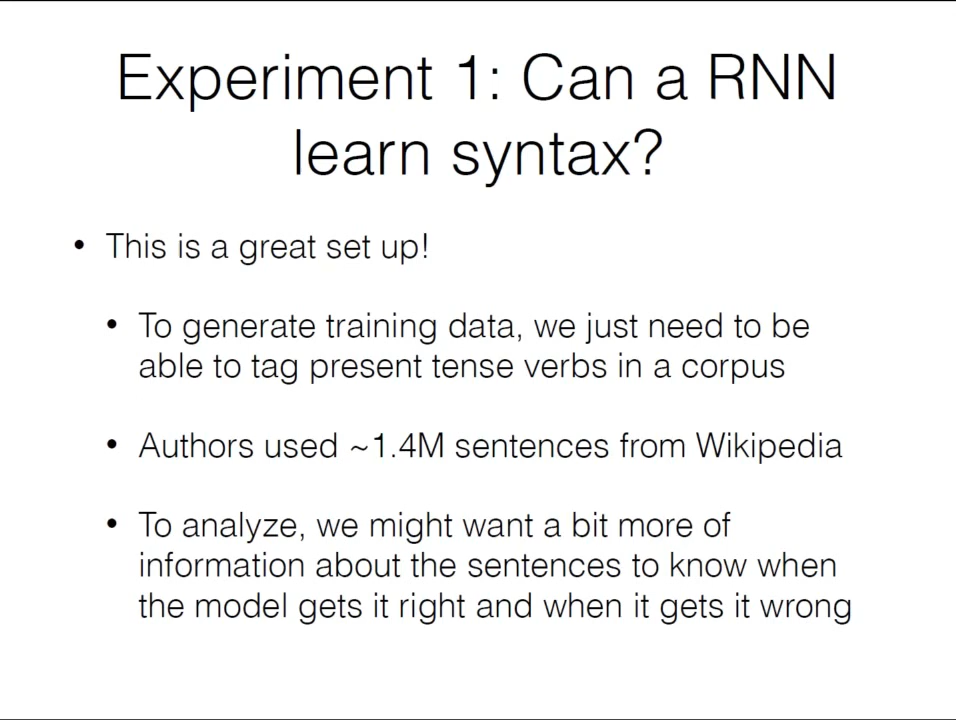 Experiment 1: Can a RNN
learn syntax?
• This is a great set up!
• To generate training data, we just need to be
able to tag present tense verbs in a corpus
• Authors used ~1.4M sentences from Wikipedia
• To analyze, we might want a bit more of
information about the sentences to know when
the model gets it right and when it gets it wrong